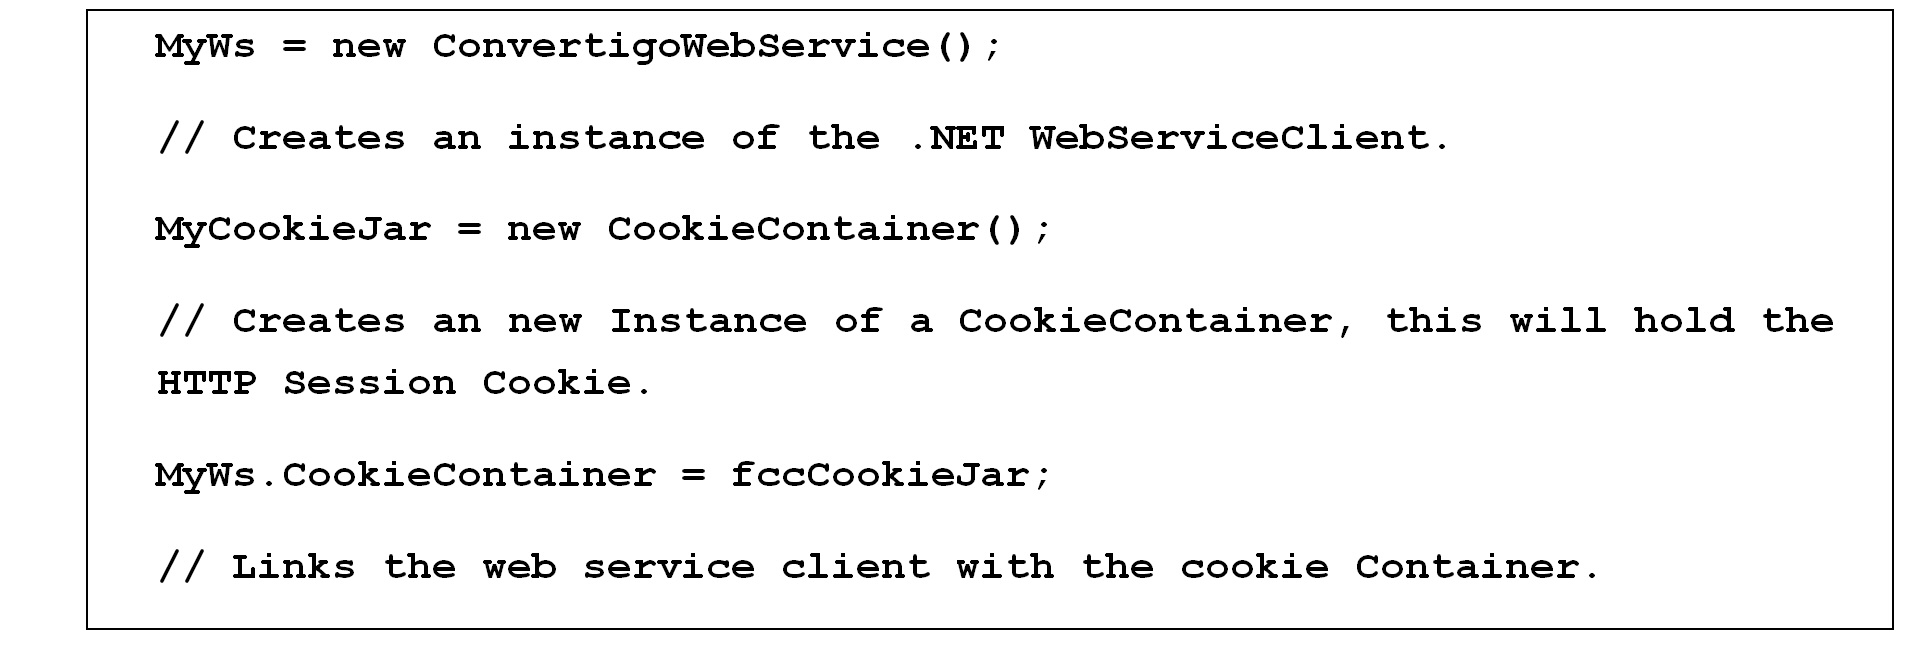 MyWs = new ConvertigoWebService();
// Creates an instance of the .NET WebServiceClient.
MyCookieJar = new CookieContainer();
// Creates an new Instance of a CookieContainer, this will hold the
HTTP Session Cookie.
MyWs.CookieContainer = fccCookieJar;
// Links the web service client with the cookie Container.